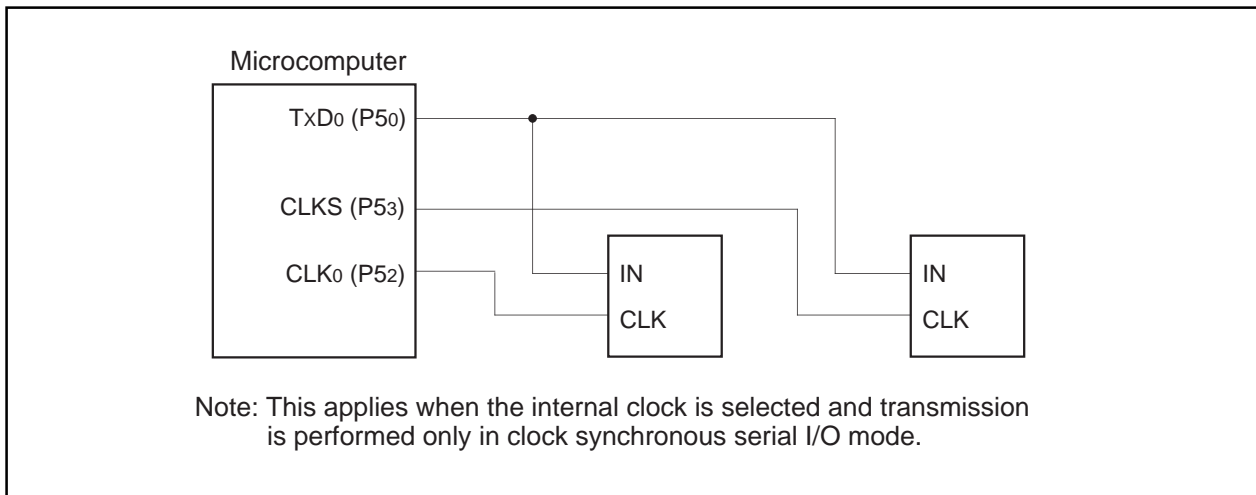 Microcomputer
TxD0 (P50)
CLKS (P53)
CLK0 (P52)
IN
CLK
IN
CLK
Note: This applies when the internal clock is selected and transmission
is performed only in clock synchronous serial I/O mode.